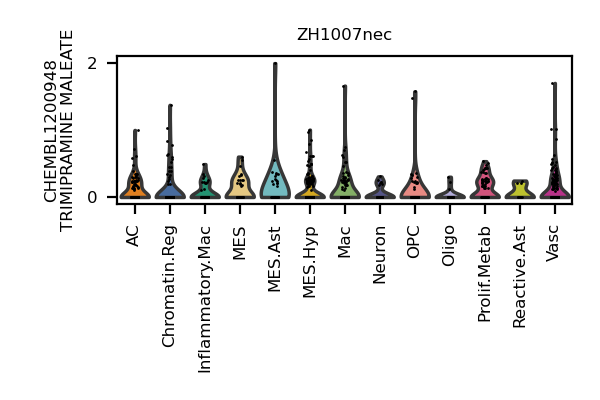 ZH1007nec
CHEMBL1200948
TRIMIPRAMINE MALEATE
2
0
AC
Chromatin.Reg
Inflammatory.Mac
MES
MES.Ast
MES.Hyp
Mac
Neuron
OPC
Oligo
Prolif.Metab
Reactive.Ast
Vasc